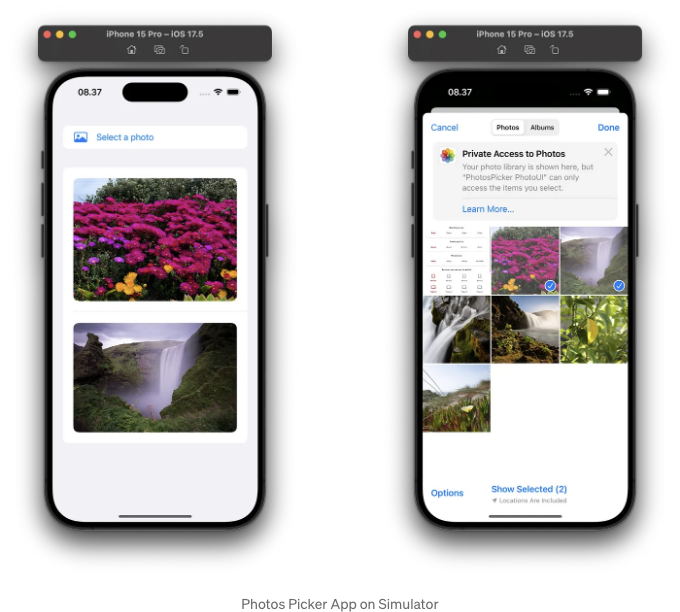 iPhone 15 Pro – iOS 17.5
08.37
Select a photo
iPhone 15 Pro – iOS 17.5
08.37
Cancel
Photos
Albums
Done
Private Access to Photos
Your photo library is shown here, but
"PhotosPicker PhotoUI" can only
access the items you select.
Learn More...
Options
Show Selected (2)
Locations Are Included
Photos Picker App on Simulator